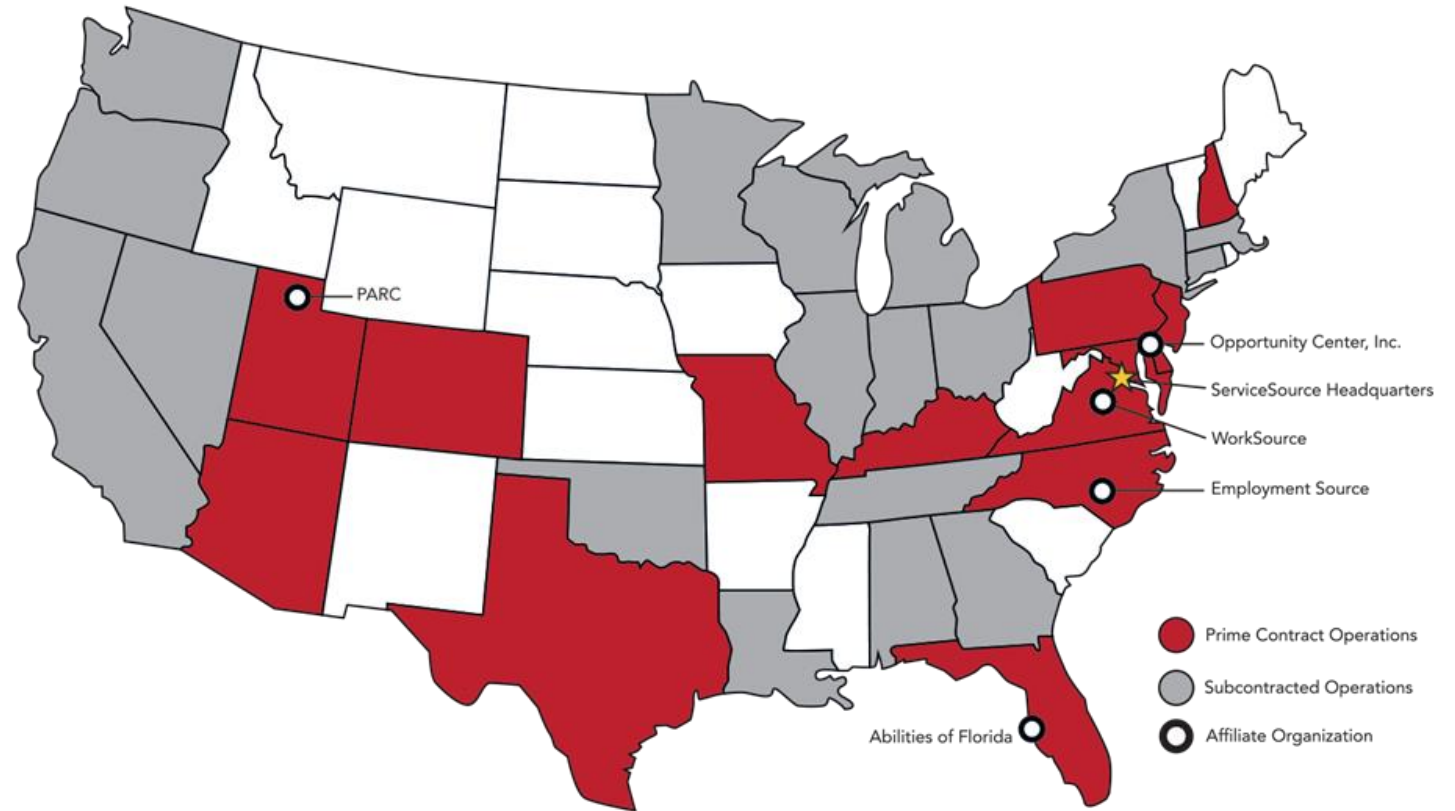 PARC
Opportunity Center, Inc.
ServiceSource Headquarters
WorkSource
Employment Source
Prime Contract Operations
Subcontracted Operations
Abilities of Florida
Affiliate Organization